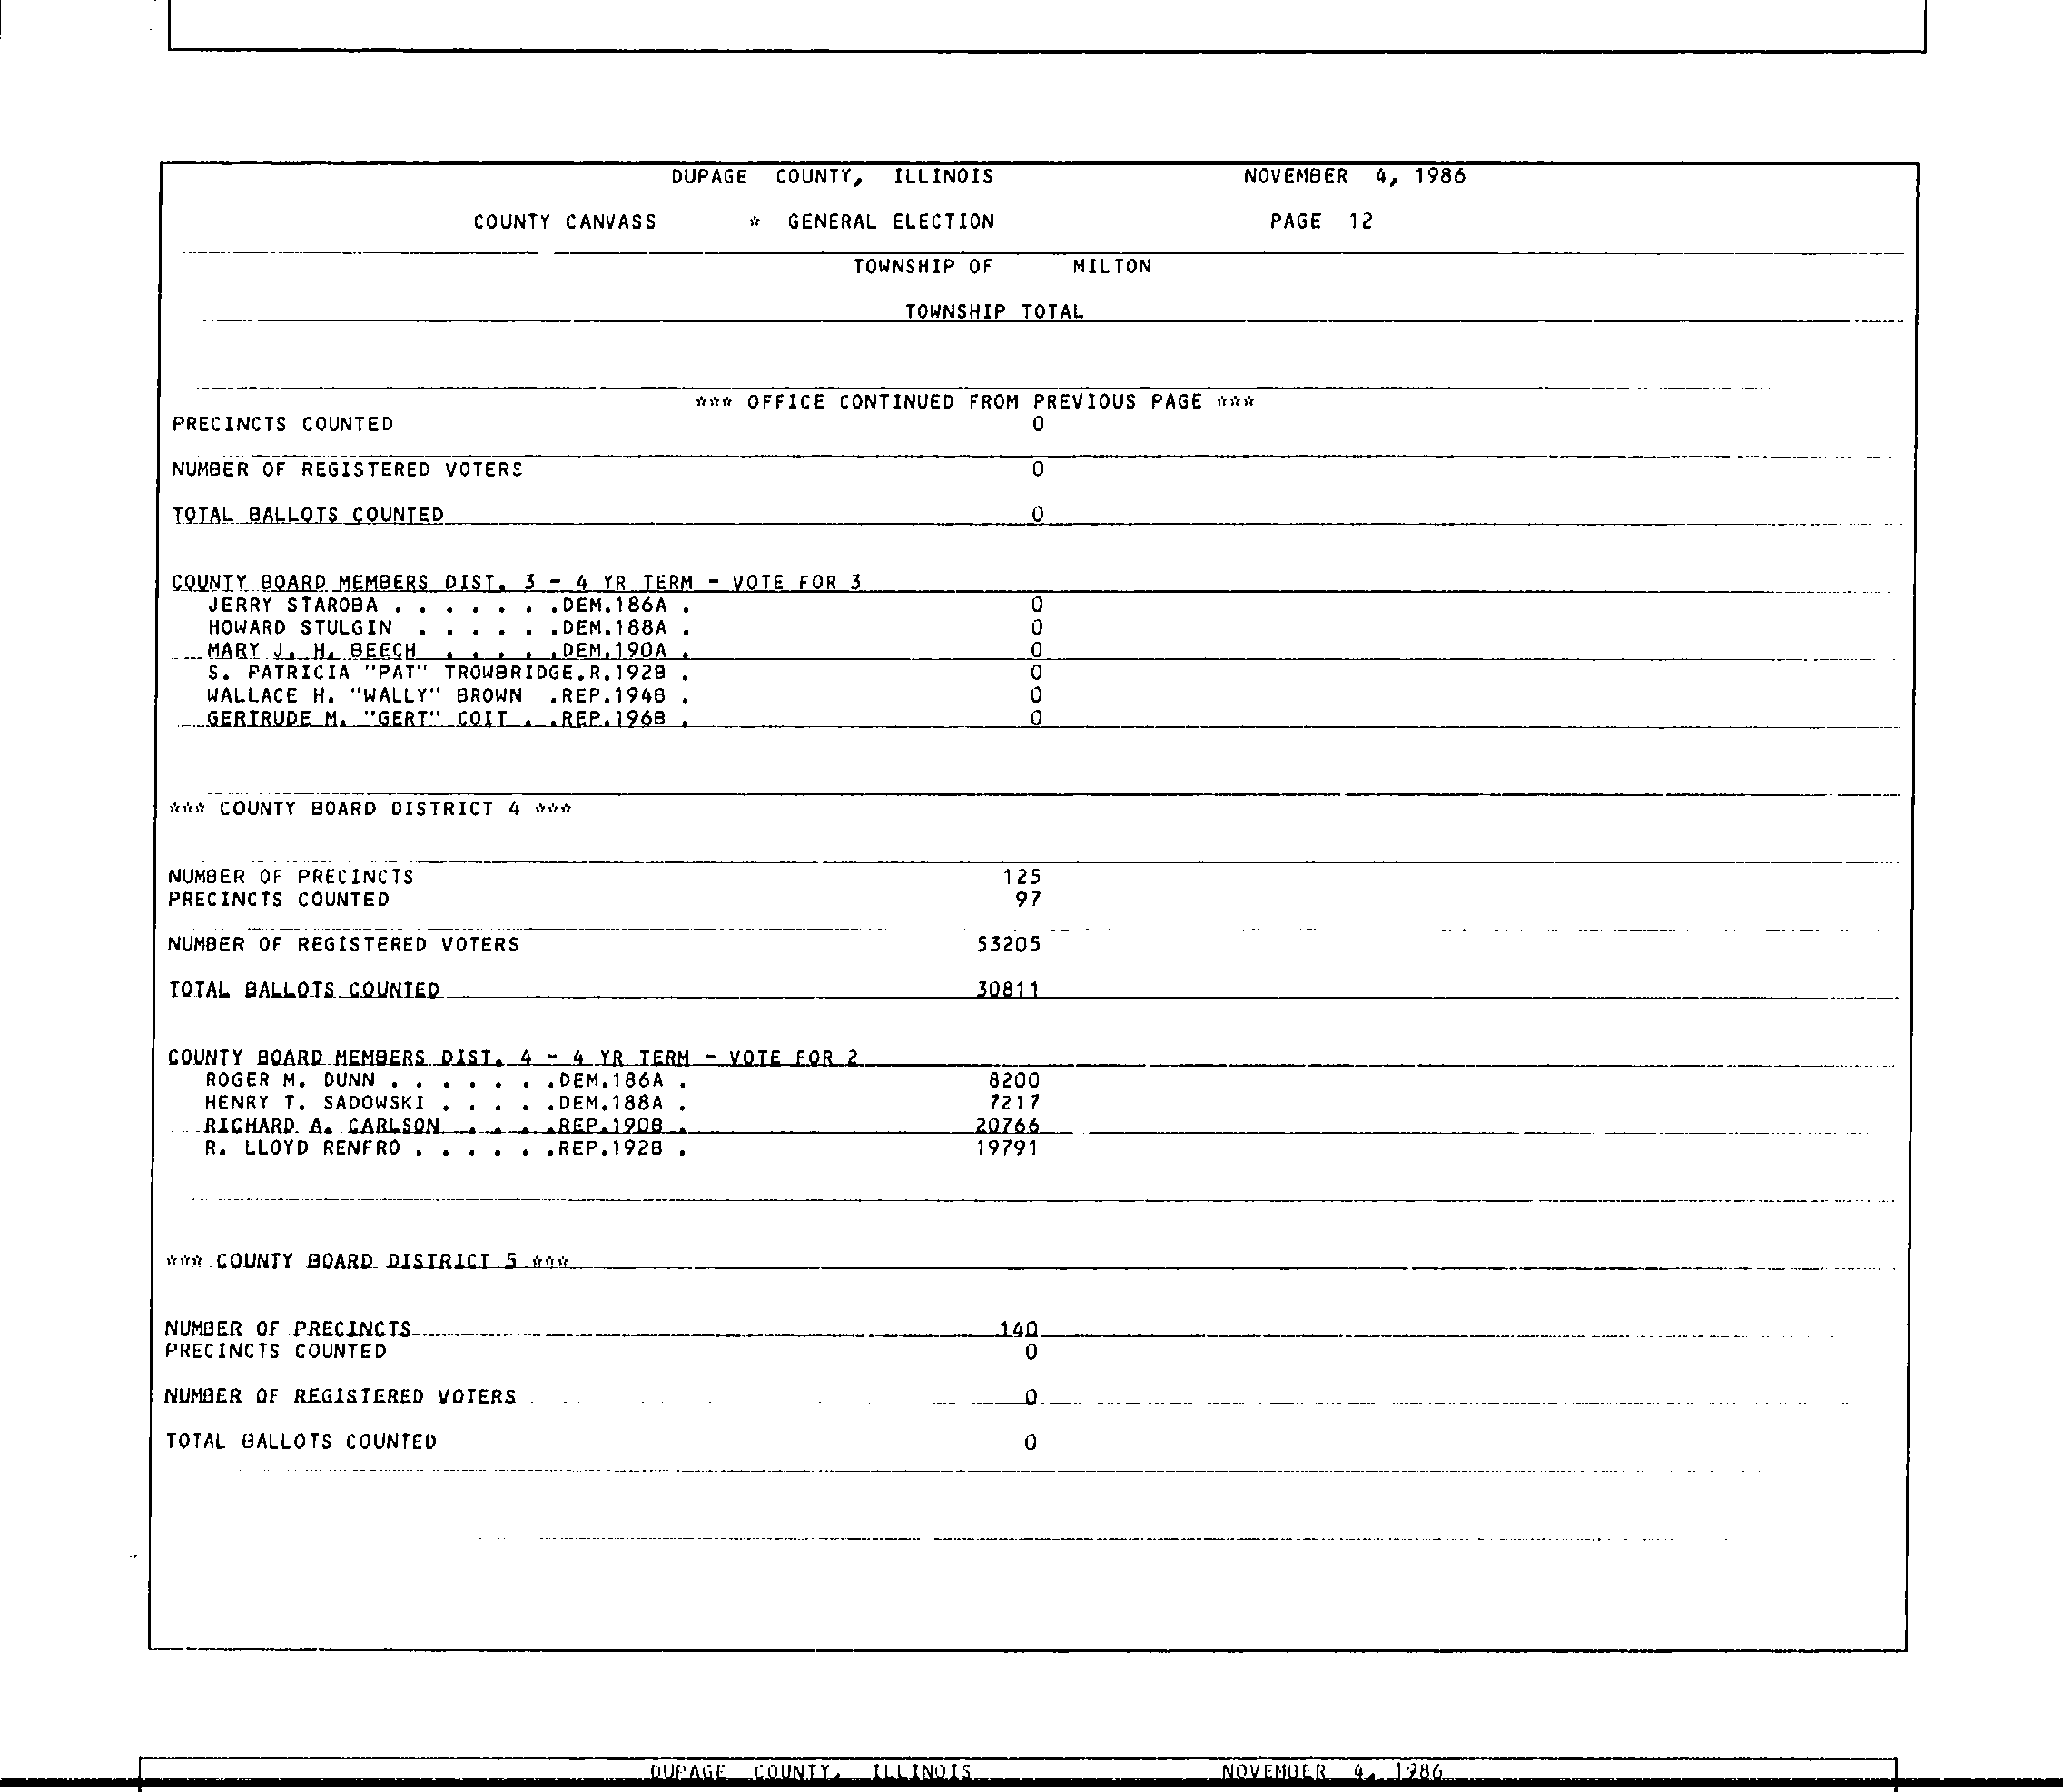 DUPAGE COUNTY, ILLINOIS NOVEMBER 4, 1986
COUNTY CANVASS * GENERAL ELECTION PAGE 12
TOWNSHIP OF MILTON
TOWNSHIP TOTAL
*** OFFICE CONTINUED FROM PREVIOUS PAGE ***
PRECINCTS COUNTED 0
NUMBER OF REGISTERED VOTERS 0
TOTAL BALLOTS COUNTED 0
COUNTY BOARD MEMBERS DIST. 3 - 4 YR TERM - VOTE FOR 3
JERRY STAROBA . . . . . . .DEM.186A . 0
HOWARD STULGIN . . . . . .DEM.188A . 0
MARY J. H. BEECH . . . . .DEM.190A . 0
S. PATRICIA "PAT" TROWBRIDGE.R.192B . 0
WALLACE H. "WALLY" BROWN .REP.194B . 0
GERTRUDE M. "GERT" COIT . .REP.196B . 0
*** COUNTY BOARD DISTRICT 4 ***
NUMBER OF PRECINCTS 125
PRECINCTS COUNTED 97
NUMBER OF REGISTERED VOTERS 53205
TOTAL BALLOTS COUNTED 30811
COUNTY BOARD MEMBERS DIST. 4 - 4 YR TERM - VOTE FOR 2
ROGER M. DUNN . . . . . . .DEM.186A . 8200
HENRY T. SADOWSKI . . . . .DEM.188A . 7217
RICHARD A. CARLSON . . . .REP.190B . 20766
R. LLOYD RENFRO . . . . . .REP.192B . 19791
*** COUNTY BOARD DISTRICT 5 ***
NUMBER OF PRECINCTS 140
PRECINCTS COUNTED 0
NUMBER OF REGISTERED VOTERS 0
TOTAL BALLOTS COUNTED 0
DUPAGE COUNTY, ILLINOIS NOVEMBER 4, 1986